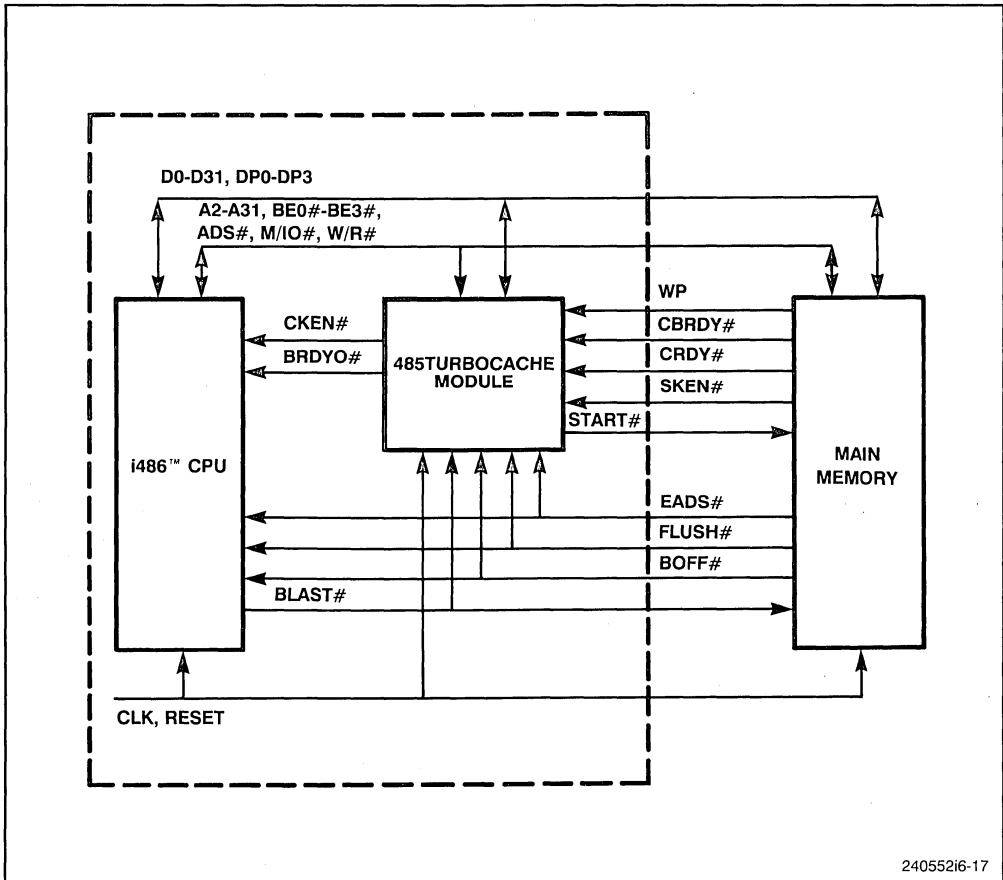 D0-D31, DP0-DP3
A2-A31, BE0#-BE3#,
ADS#, M/IO#, W/R#
WP
CKEN#
CBRDY#
BRDYO#
485TURBOCACHE
MODULE
CRDY#
SKEN#
START#
i486™ CPU
MAIN
MEMORY
EADS#
FLUSH#
BOFF#
BLAST#
CLK, RESET
240552i6-17